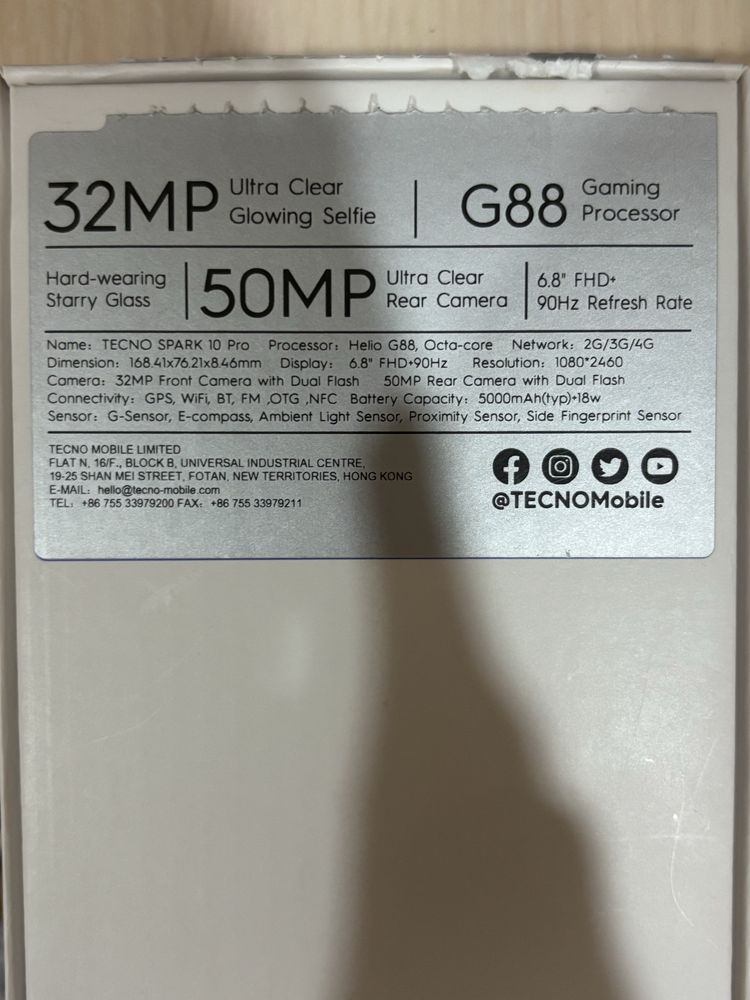 32MP Ultra Clear Glowing Selfie | G88 Gaming Processor
Hard-wearing Starry Glass | 50MP Ultra Clear Rear Camera | 6.8" FHD+ 90Hz Refresh Rate
Name: TECNO SPARK 10 Pro Processor: Helio G88, Octa-core Network: 2G/3G/4G
Dimension: 168.41x76.21x8.46mm Display: 6.8" FHD+90Hz Resolution: 1080*2460
Camera: 32MP Front Camera with Dual Flash 50MP Rear Camera with Dual Flash
Connectivity: GPS, WiFi, BT, FM ,OTG ,NFC Battery Capacity: 5000mAh(typ)+18w
Sensor: G-Sensor, E-compass, Ambient Light Sensor, Proximity Sensor, Side Fingerprint Sensor
TECNO MOBILE LIMITED
FLAT N, 16/F., BLOCK B, UNIVERSAL INDUSTRIAL CENTRE,
19-25 SHAN MEI STREET, FOTAN, NEW TERRITORIES, HONG KONG
E-MAIL: hello@tecno-mobile.com
TEL: +86 755 33979200 FAX: +86 755 33979211
@TECNOMobile